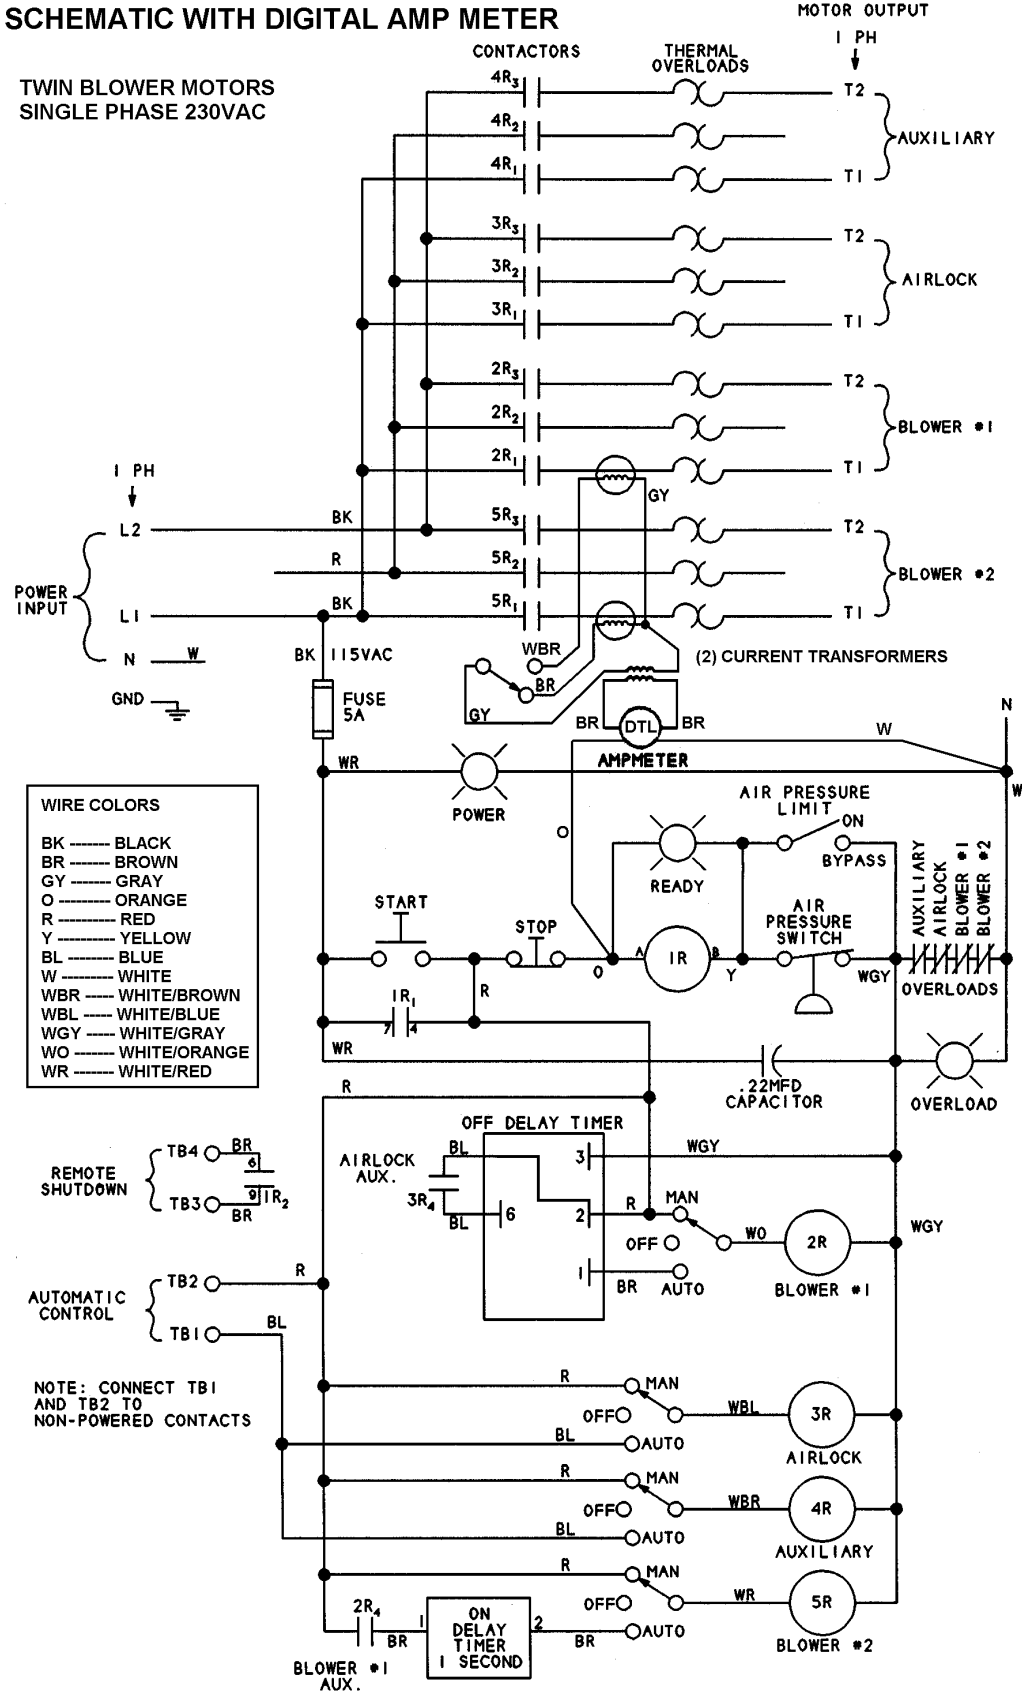 SCHEMATIC WITH DIGITAL AMP METER
MOTOR OUTPUT
1 PH
CONTACTORS
THERMAL
OVERLOADS
TWIN BLOWER MOTORS
SINGLE PHASE 230VAC
4R3
T2
4R2
AUXILIARY
4R1
T1
3R3
T2
3R2
AIRLOCK
3R1
T1
2R3
T2
2R2
BLOWER #1
2R1
T1
GY
1 PH
L2
BK
5R3
T2
R
5R2
BLOWER #2
POWER
INPUT
L1
BK
5R1
T1
N
W
BK 115VAC
WBR
(2) CURRENT TRANSFORMERS
GND
FUSE
5A
BR
GY
BR
DTL
BR
AMPMETER
W
N
W
WR
POWER
AIR PRESSURE
LIMIT
ON
BYPASS
O
READY
WIRE COLORS
BK ------- BLACK
BR ------- BROWN
GY ------- GRAY
O --------- ORANGE
R --------- RED
Y --------- YELLOW
BL ------- BLUE
W -------- WHITE
WBR ----- WHITE/BROWN
WBL ----- WHITE/BLUE
WGY ----- WHITE/GRAY
WO ------- WHITE/ORANGE
WR ------- WHITE/RED
START
STOP
AIR
PRESSURE
SWITCH
AUXILIARY
AIRLOCK
BLOWER #1
BLOWER #2
A
1R
B
O
Y
WGY
OVERLOADS
R
1R1
7
4
WR
.22MFD
CAPACITOR
OVERLOAD
R
OFF DELAY TIMER
REMOTE
SHUTDOWN
TB4
BR
6
9
1R2
TB3
BR
AIRLOCK
AUX.
3R4
BL
BL
3
WGY
6
2
R
MAN
OFF
WO
2R
WGY
1
BR
AUTO
BLOWER #1
AUTOMATIC
CONTROL
TB2
R
TB1
BL
NOTE: CONNECT TB1
AND TB2 TO
NON-POWERED CONTACTS
R
MAN
OFF
WBL
3R
BL
AUTO
AIRLOCK
R
MAN
OFF
WBR
4R
BL
AUTO
AUXILIARY
R
MAN
OFF
WR
5R
2R4
BR
1
ON
DELAY
TIMER
1 SECOND
2
BR
AUTO
BLOWER #2
BLOWER #1
AUX.